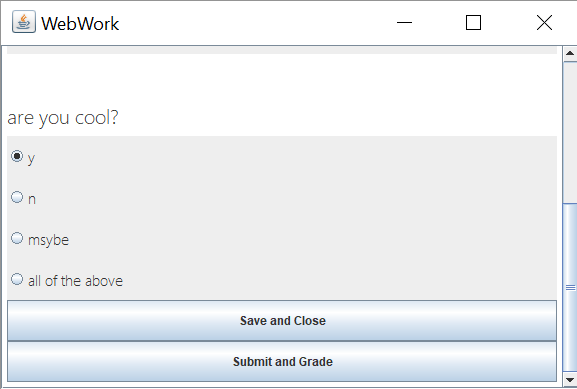 WebWork
are you cool?
y
n
msybe
all of the above
Save and Close
Submit and Grade